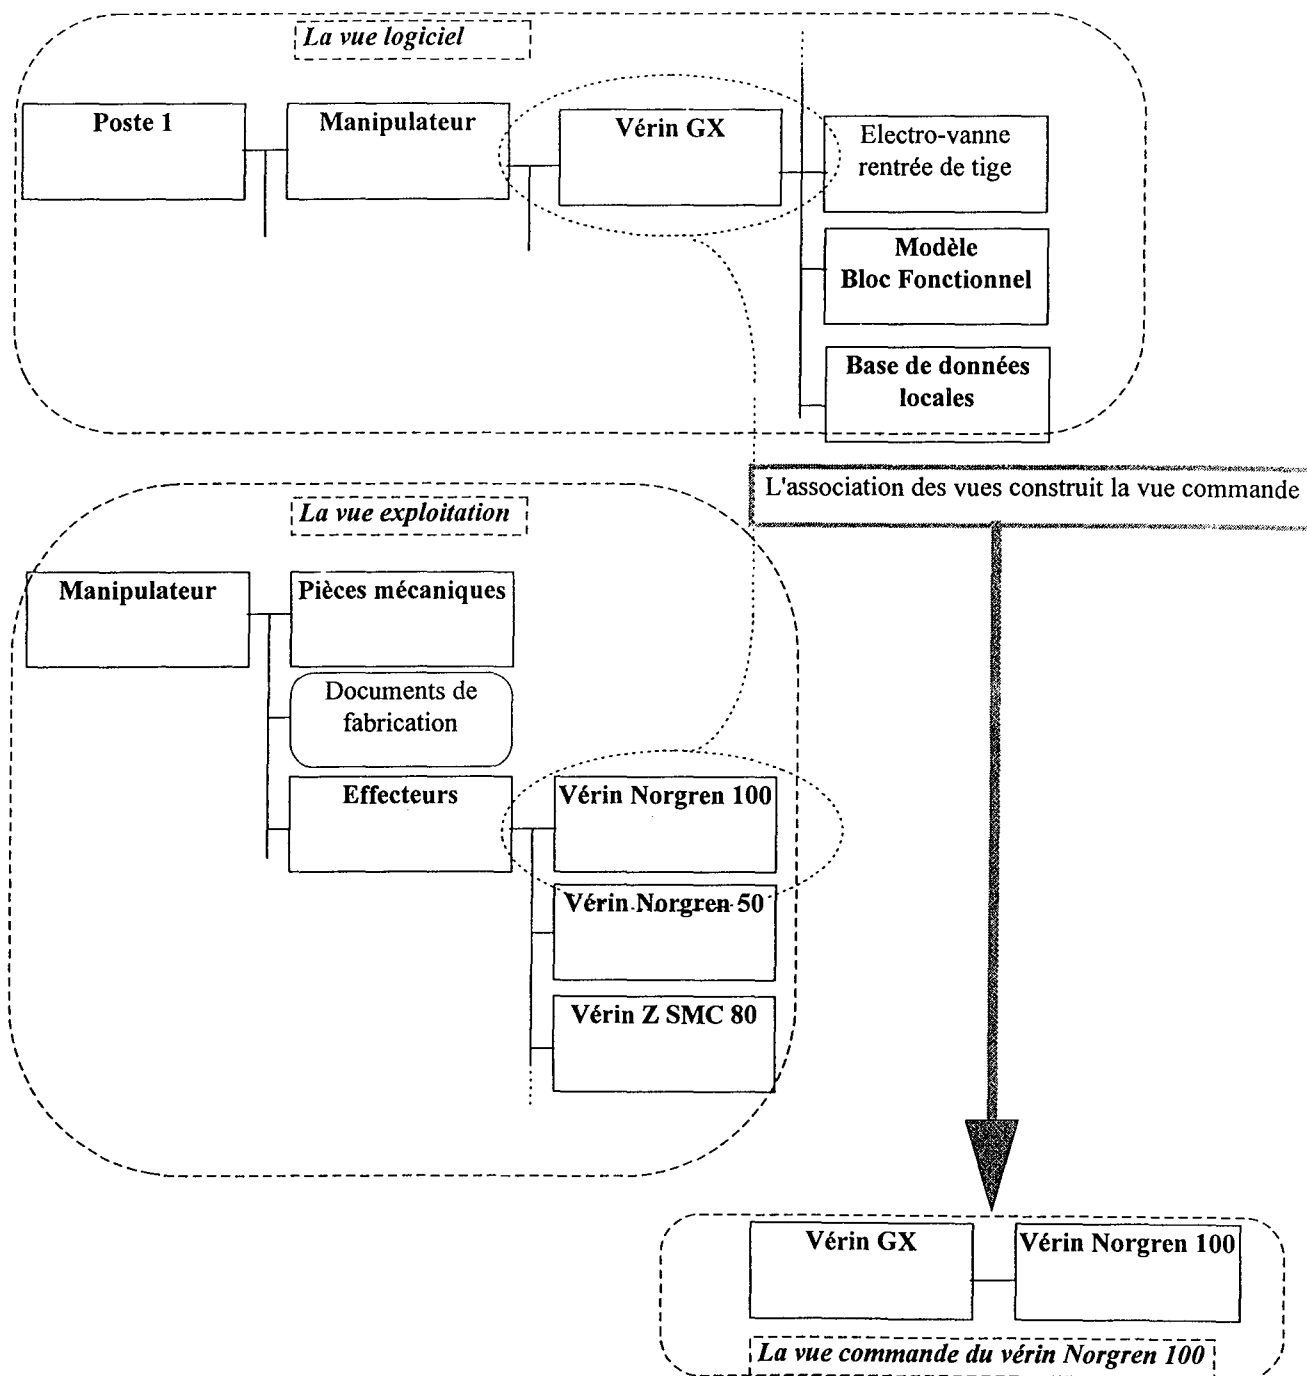 La vue logiciel
Poste 1
Manipulateur
Vérin GX
Electro-vanne
rentrée de tige
Modèle
Bloc Fonctionnel
Base de données
locales
L'association des vues construit la vue commande
La vue exploitation
Manipulateur
Pièces mécaniques
Documents de
fabrication
Effecteurs
Vérin Norgren 100
Vérin Norgren 50
Vérin Z SMC 80
Vérin GX
Vérin Norgren 100
La vue commande du vérin Norgren 100